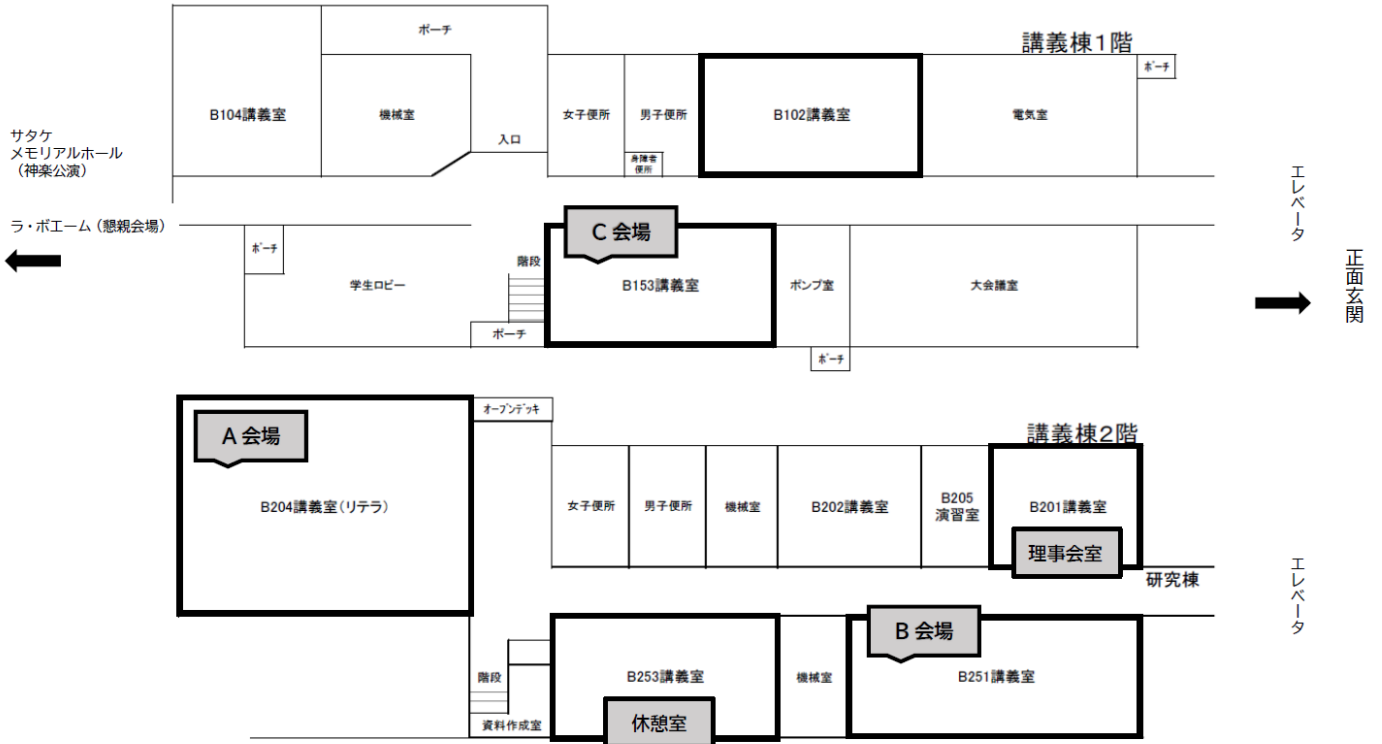 講義棟1階
ポーチ
ポーチ
B104講義室
機械室
入口
女子便所
男子便所
身障者
便所
B102講義室
電気室
サタケ
メモリアルホール
（神楽公演）
エレベータ
ラ・ボエーム（懇親会場）
正面玄関
ポーチ
学生ロビー
階段
ポーチ
C 会場
B153講義室
ポンプ室
ポーチ
大会議室
講義棟2階
A 会場
B204講義室（リテラ）
オープンデッキ
女子便所
男子便所
機械室
B202講義室
B205
演習室
B201講義室
理事会室
研究棟
エレベータ
階段
資料作成室
B253講義室
休憩室
機械室
B 会場
B251講義室